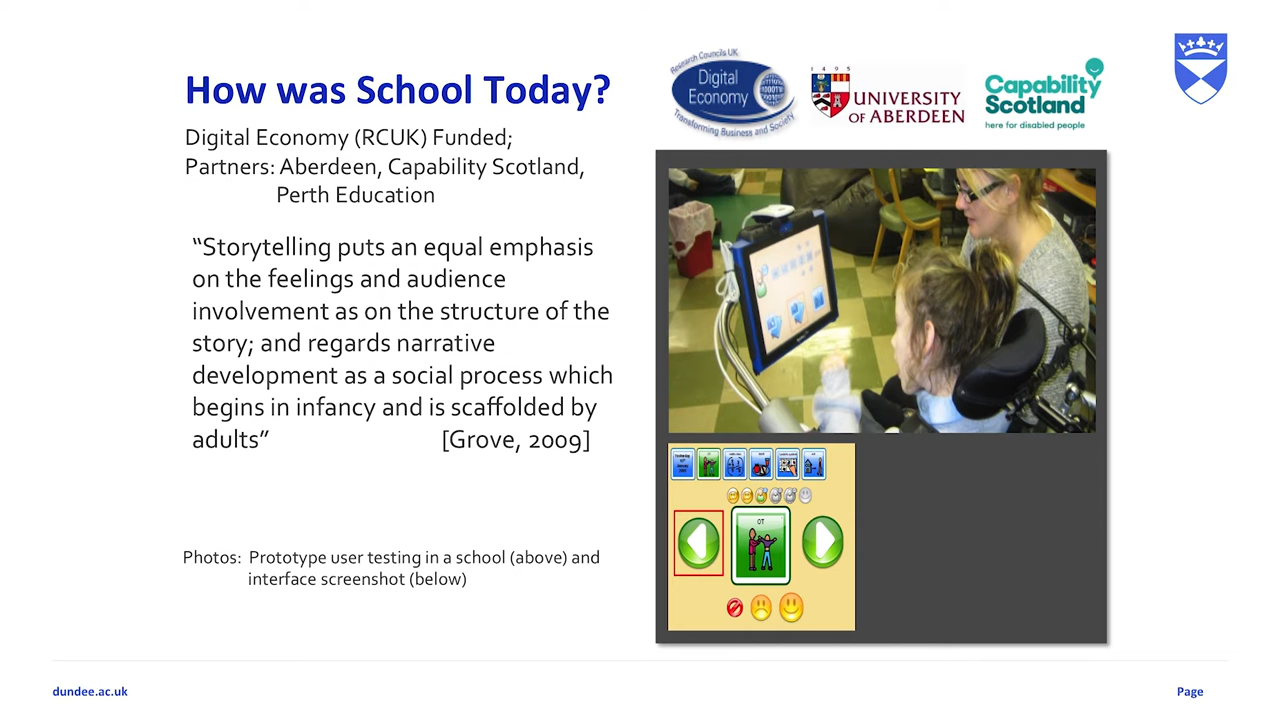 How was School Today?
Digital Economy (RCUK) Funded;
Partners: Aberdeen, Capability Scotland,
Perth Education
“Storytelling puts an equal emphasis
on the feelings and audience
involvement as on the structure of the
story; and regards narrative
development as a social process which
begins in infancy and is scaffolded by
adults” [Grove, 2009]
Photos: Prototype user testing in a school (above) and
interface screenshot (below)
Research Councils UK
Digital
Economy
Transforming Business and Society
1495
UNIVERSITY
OF ABERDEEN
Capability
Scotland
here for disabled people
OT
dundee.ac.uk
Page